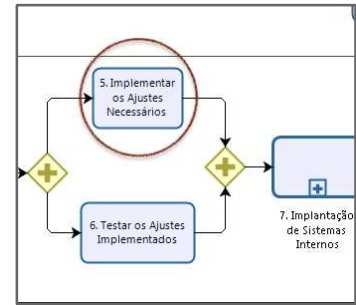 5. Implementar
os Ajustes
Necessários
6. Testar os Ajustes
Implementados
7. Implantação
de Sistemas
Internos